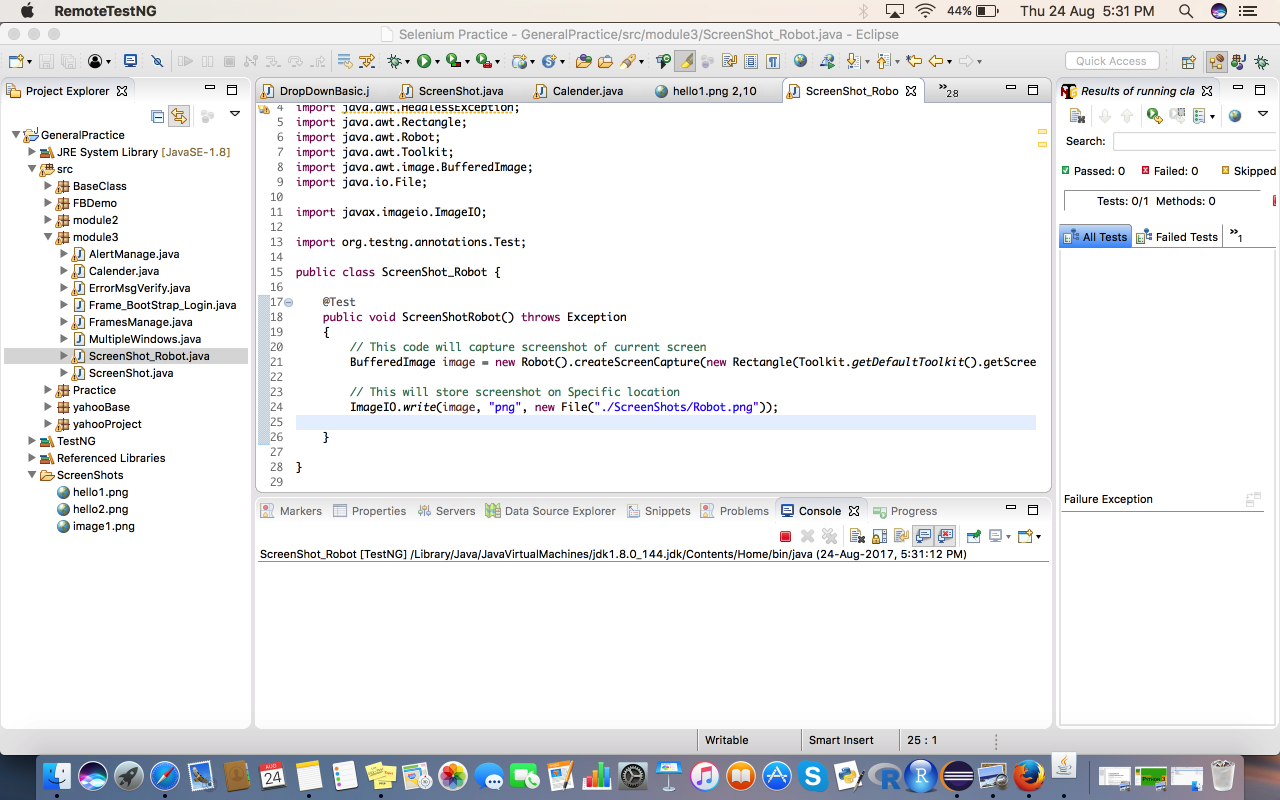 RemoteTestNG 44% Thu 24 Aug 5:31 PM
Selenium Practice - GeneralPractice/src/module3/ScreenShot_Robot.java - Eclipse
Quick Access
Project Explorer
GeneralPractice
JRE System Library [JavaSE-1.8]
src
BaseClass
FBDemo
module2
module3
AlertManage.java
Calender.java
ErrorMsgVerify.java
Frame_BootStrap_Login.java
FramesManage.java
MultipleWindows.java
ScreenShot_Robot.java
ScreenShot.java
Practice
yahooBase
yahooProject
TestNG
Referenced Libraries
ScreenShots
hello1.png
hello2.png
image1.png
DropDownBasic.j ScreenShot.java Calender.java hello1.png 2,10 ScreenShot_Robo »28
4 import java.awt.HeadlessException;
5 import java.awt.Rectangle;
6 import java.awt.Robot;
7 import java.awt.Toolkit;
8 import java.awt.image.BufferedImage;
9 import java.io.File;
10
11 import javax.imageio.ImageIO;
12
13 import org.testng.annotations.Test;
14
15 public class ScreenShot_Robot {
16
17 @Test
18 public void ScreenShotRobot() throws Exception
19 {
20 // This code will capture screenshot of current screen
21 BufferedImage image = new Robot().createScreenCapture(new Rectangle(Toolkit.getDefaultToolkit().getScree
22
23 // This will store screenshot on Specific location
24 ImageIO.write(image, "png", new File("./ScreenShots/Robot.png"));
25
26 }
27
28 }
29
Markers Properties Servers Data Source Explorer Snippets Problems Console Progress
ScreenShot_Robot [TestNG] /Library/Java/JavaVirtualMachines/jdk1.8.0_144.jdk/Contents/Home/bin/java (24-Aug-2017, 5:31:12 PM)
Results of running cla
Search:
Passed: 0 Failed: 0 Skipped
Tests: 0/1 Methods: 0
All Tests Failed Tests »1
Failure Exception
Writable Smart Insert 25 : 1
AUG
24